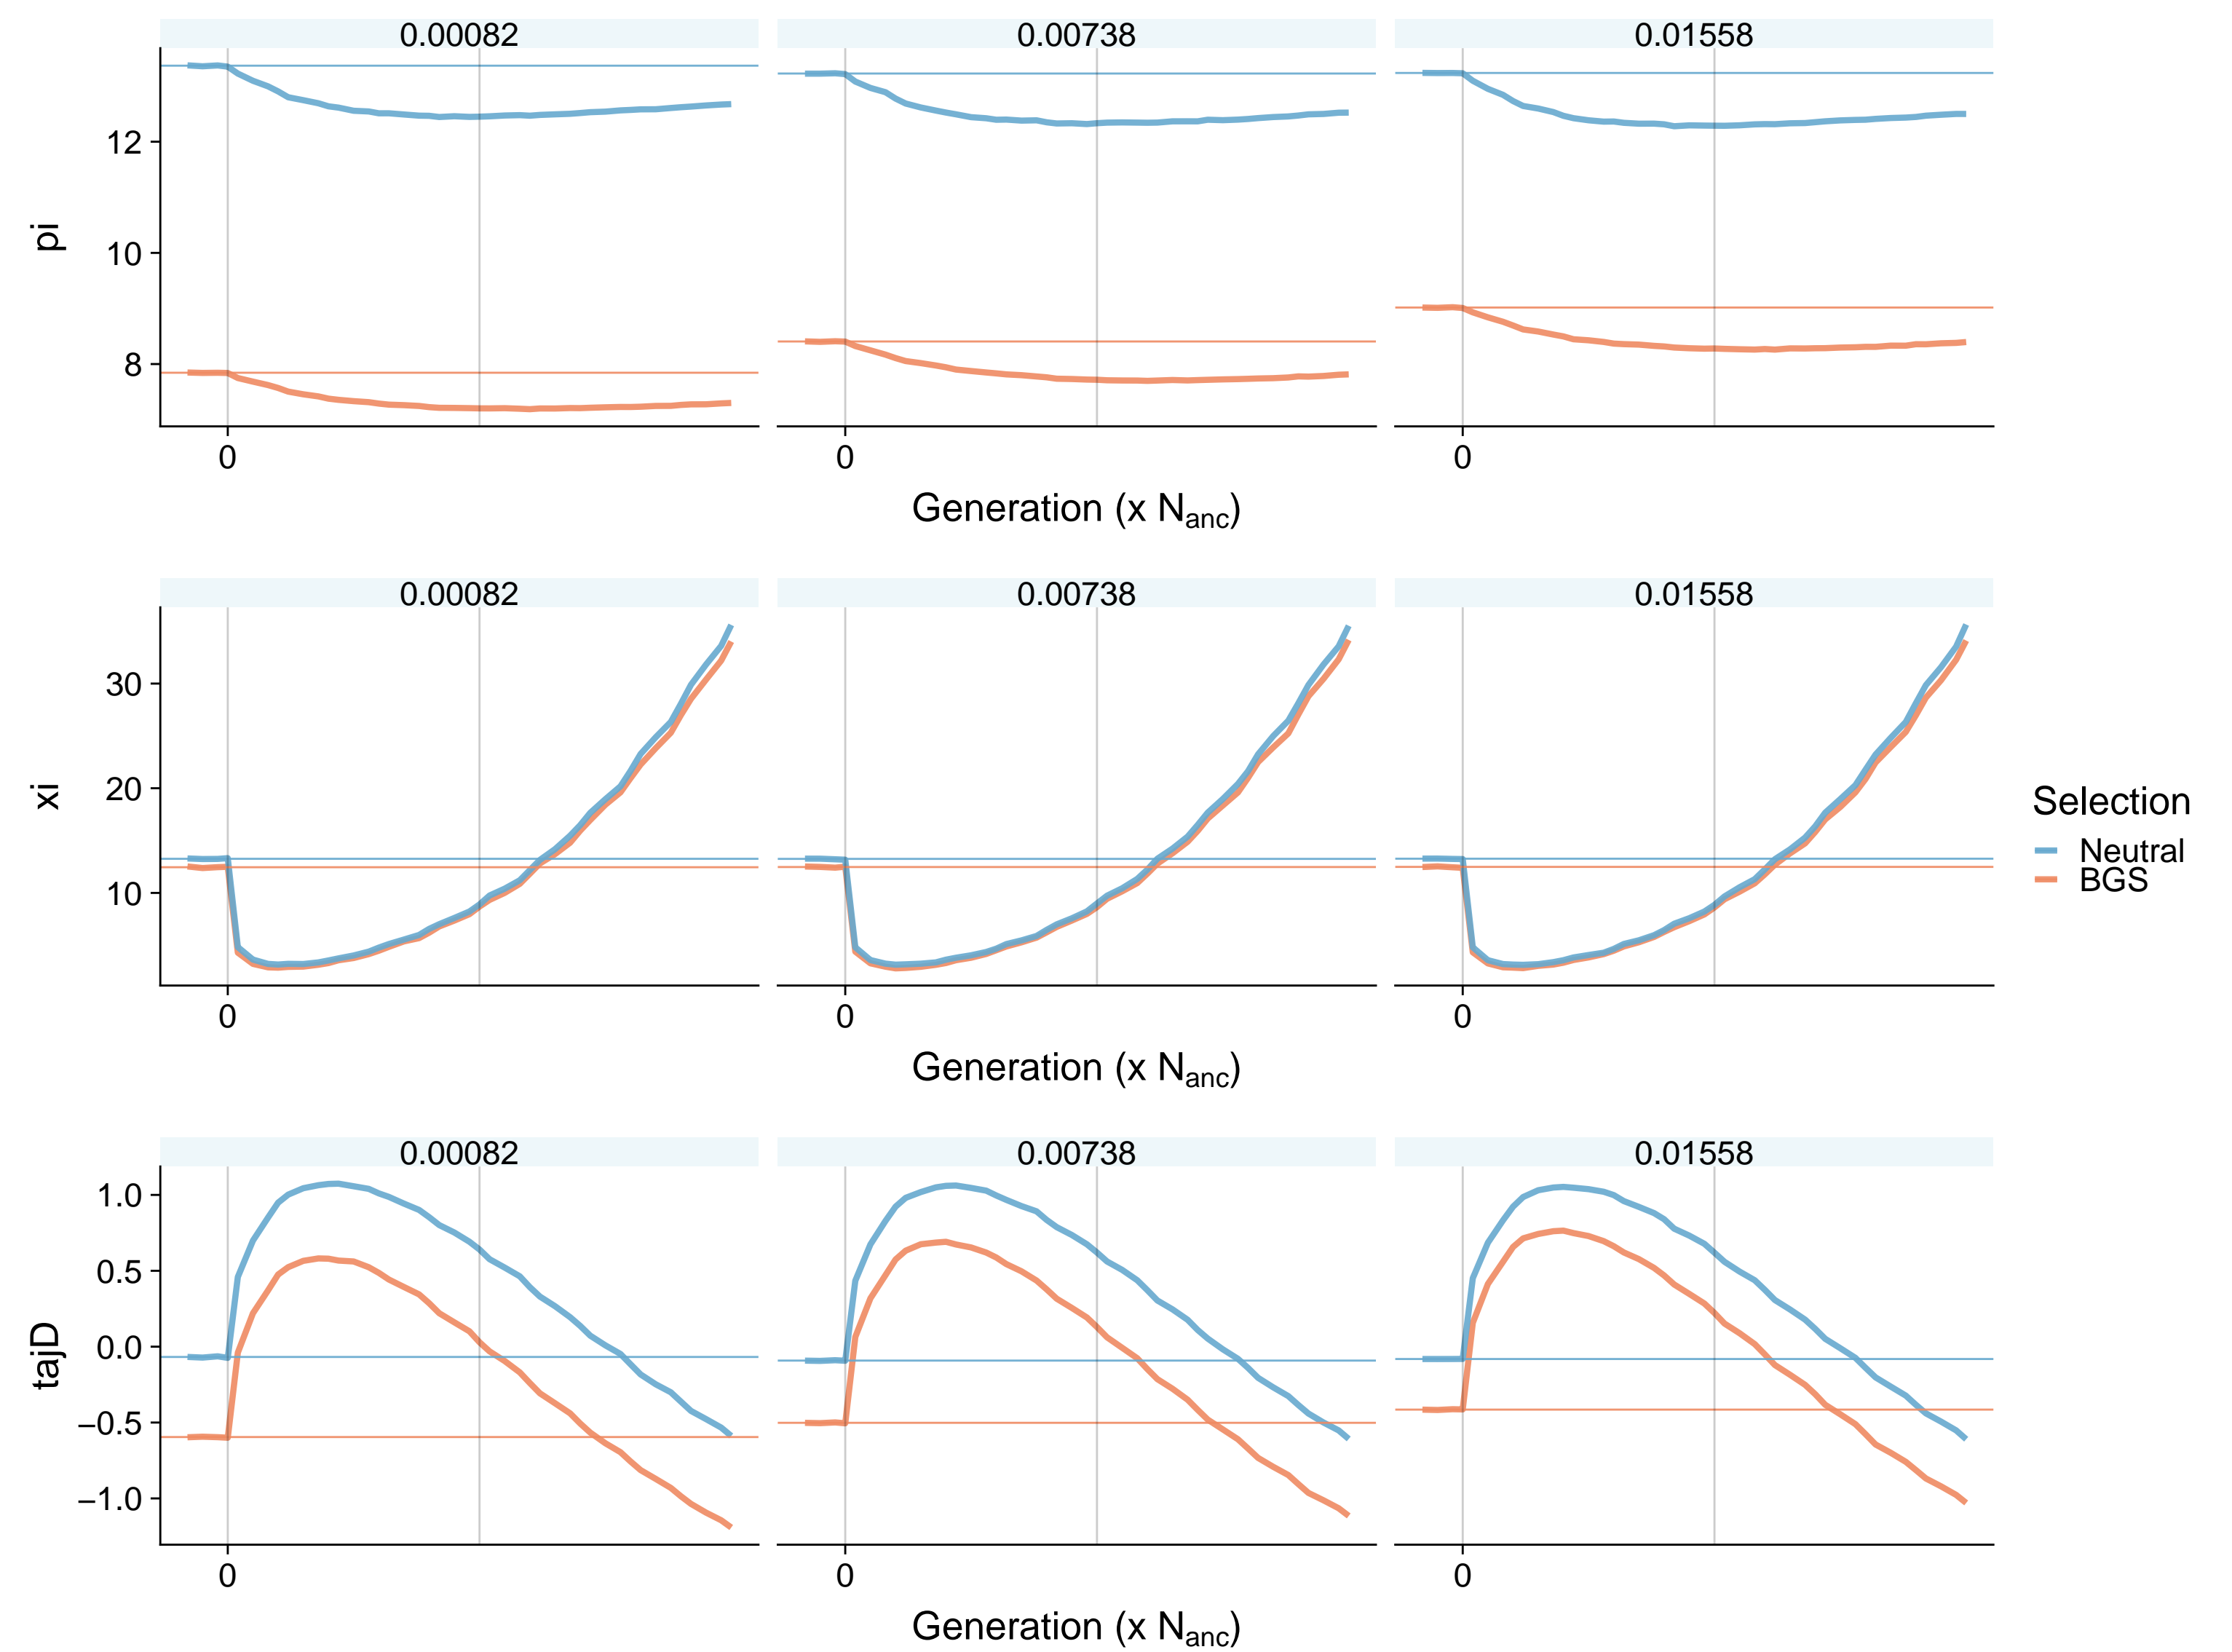 0.00082 0.00738 0.01558
12
10
8
pi
0 0 0
Generation (x Nanc)
0.00082 0.00738 0.01558
30
20
10
xi
0 0 0
Generation (x Nanc)
Selection
Neutral
BGS
0.00082 0.00738 0.01558
1.0
0.5
0.0
−0.5
−1.0
tajD
0 0 0
Generation (x Nanc)